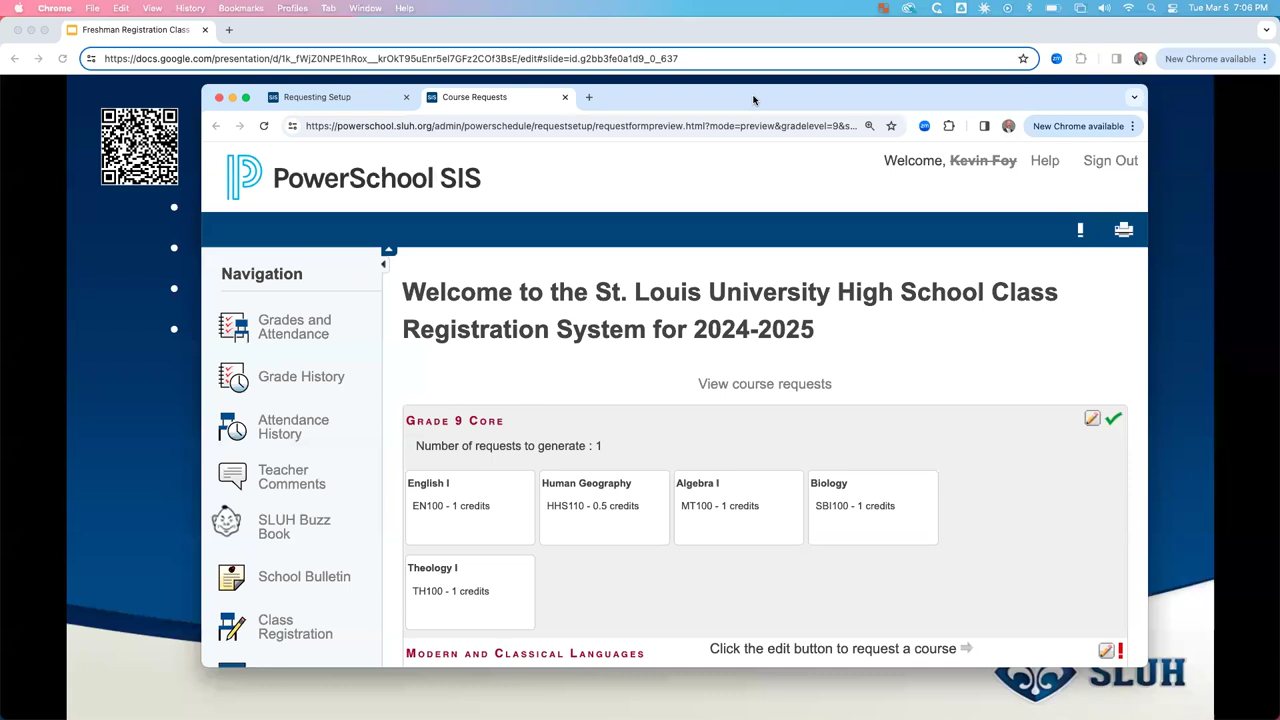 Chrome File Edit View History Bookmarks Profiles Tab Window Help Tue Mar 5 7:06 PM
Freshman Registration Class
https://docs.google.com/presentation/d/1k_fWjZ0NPE1hRox__krOkT95uEnr5el7GFz2COf3BsE/edit#slide=id.g2bb3fe0a1d9_0_637
New Chrome available
SIS Requesting Setup
SIS Course Requests
https://powerschool.sluh.org/admin/powerschedule/requestsetup/requestformpreview.html?mode=preview&gradelevel=9&s...
New Chrome available
PowerSchool SIS
Welcome, Kevin Foy Help Sign Out
Navigation
Grades and
Attendance
Grade History
Attendance
History
Teacher
Comments
SLUH Buzz
Book
School Bulletin
Class
Registration
Welcome to the St. Louis University High School Class
Registration System for 2024-2025
View course requests
Grade 9 Core
Number of requests to generate : 1
English I
EN100 - 1 credits
Human Geography
HHS110 - 0.5 credits
Algebra I
MT100 - 1 credits
Biology
SBI100 - 1 credits
Theology I
TH100 - 1 credits
Modern and Classical Languages
Click the edit button to request a course
SLUH